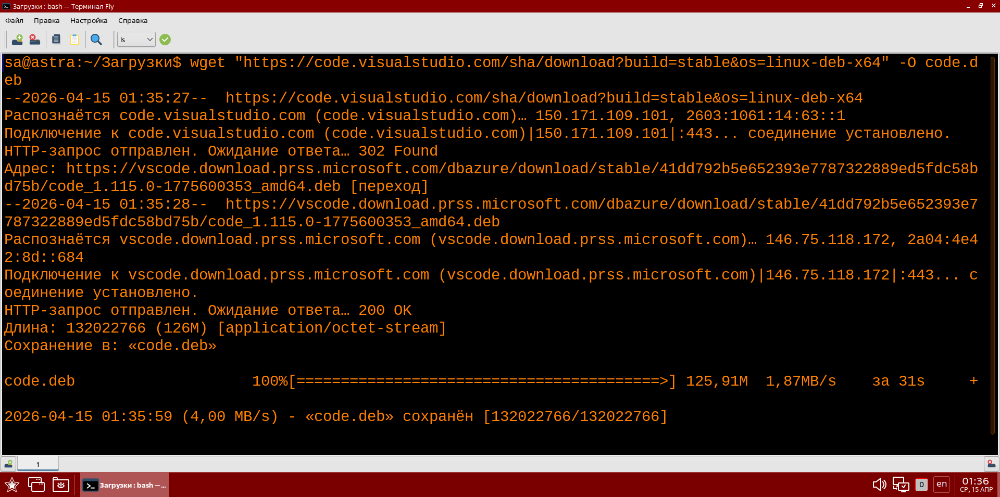 Загрузки : bash — Терминал Fly
Файл Правка Настройка Справка
ls
sa@astra:~/Загрузки$ wget "https://code.visualstudio.com/sha/download?build=stable&os=linux-deb-x64" -O code.d
eb
--2026-04-15 01:35:27--  https://code.visualstudio.com/sha/download?build=stable&os=linux-deb-x64
Распознаётся code.visualstudio.com (code.visualstudio.com)… 150.171.109.101, 2603:1061:14:63::1
Подключение к code.visualstudio.com (code.visualstudio.com)|150.171.109.101|:443... соединение установлено.
HTTP-запрос отправлен. Ожидание ответа… 302 Found
Адрес: https://vscode.download.prss.microsoft.com/dbazure/download/stable/41dd792b5e652393e7787322889ed5fdc58b
d75b/code_1.115.0-1775600353_amd64.deb [переход]
--2026-04-15 01:35:28--  https://vscode.download.prss.microsoft.com/dbazure/download/stable/41dd792b5e652393e7
787322889ed5fdc58bd75b/code_1.115.0-1775600353_amd64.deb
Распознаётся vscode.download.prss.microsoft.com (vscode.download.prss.microsoft.com)… 146.75.118.172, 2a04:4e4
2:8d::684
Подключение к vscode.download.prss.microsoft.com (vscode.download.prss.microsoft.com)|146.75.118.172|:443... с
оединение установлено.
HTTP-запрос отправлен. Ожидание ответа… 200 OK
Длина: 132022766 (126M) [application/octet-stream]
Сохранение в: «code.deb»
code.deb                    100%[=========================================>] 125,91M  1,87MB/s    за 31s     +
2026-04-15 01:35:59 (4,00 MB/s) - «code.deb» сохранён [132022766/132022766]
1
Загрузки : bash —...
0
en
01:36
СР, 15 АПР